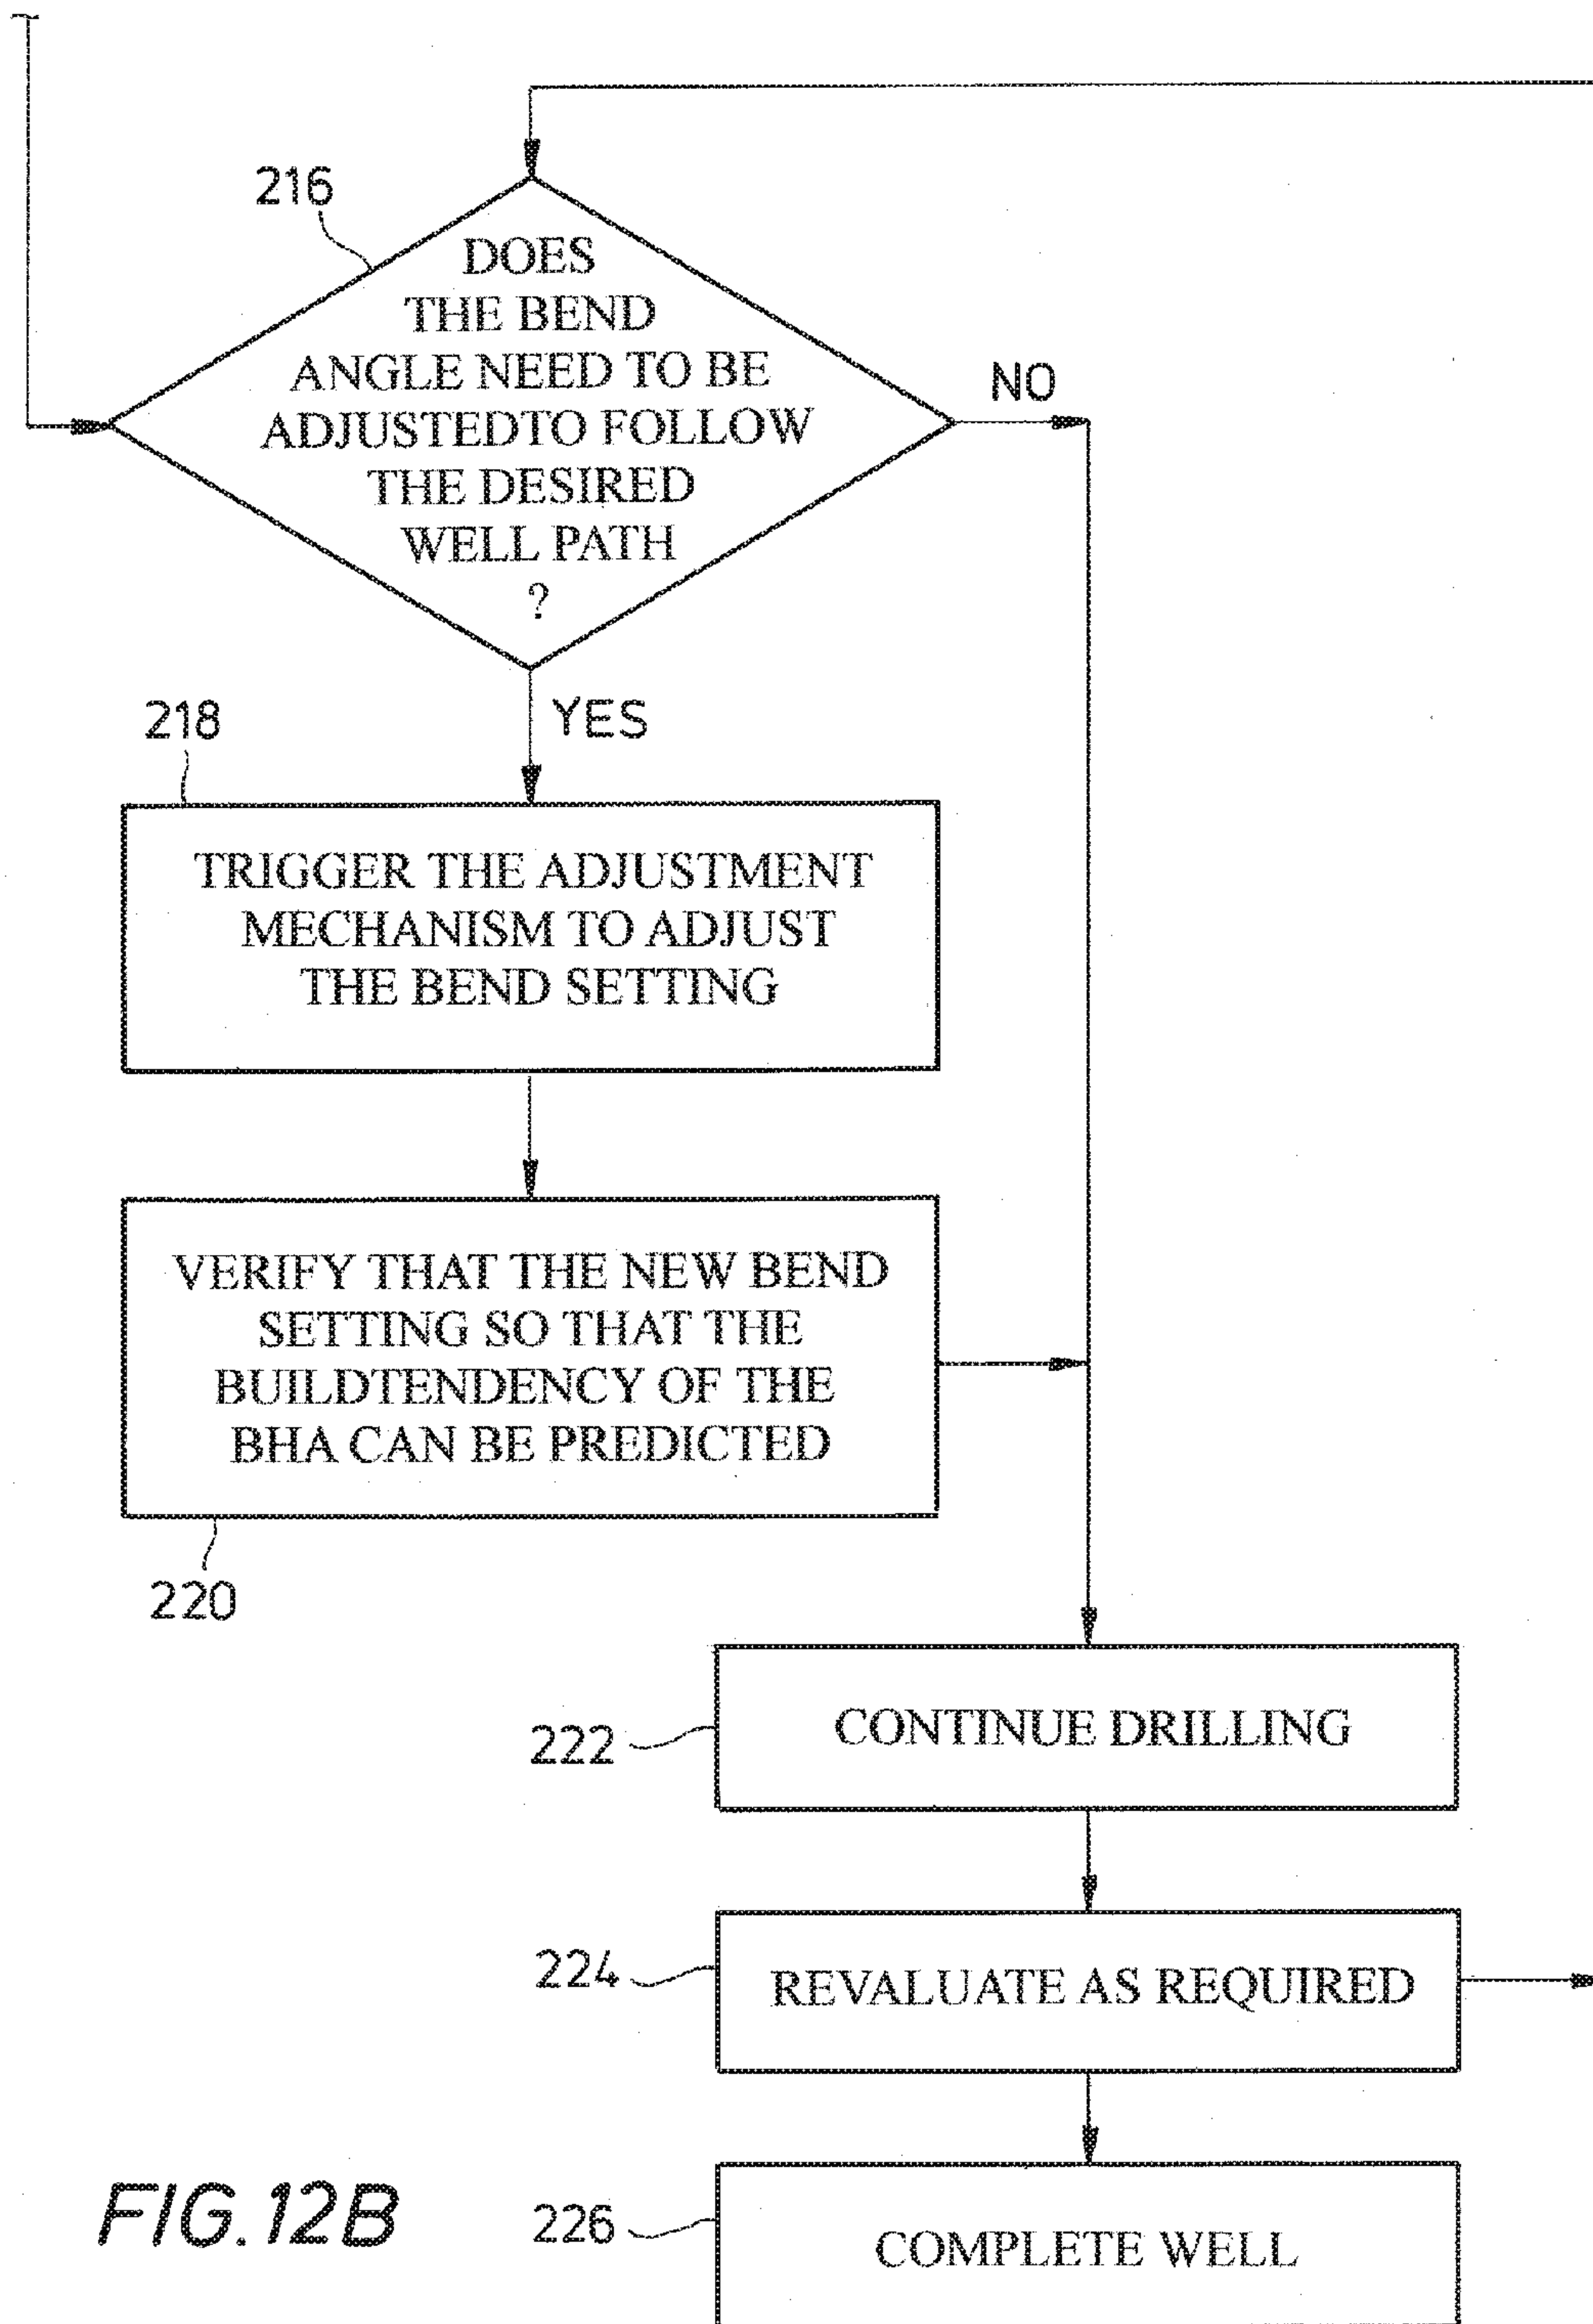 216
DOES
THE BEND
ANGLE NEED TO BE
ADJUSTEDTO FOLLOW
THE DESIRED
WELL PATH
?
NO
YES
218
TRIGGER THE ADJUSTMENT
MECHANISM TO ADJUST
THE BEND SETTING
VERIFY THAT THE NEW BEND
SETTING SO THAT THE
BUILDTENDENCY OF THE
BHA CAN BE PREDICTED
220
222
CONTINUE DRILLING
224
REVALUATE AS REQUIRED
226
COMPLETE WELL
FIG. 12B